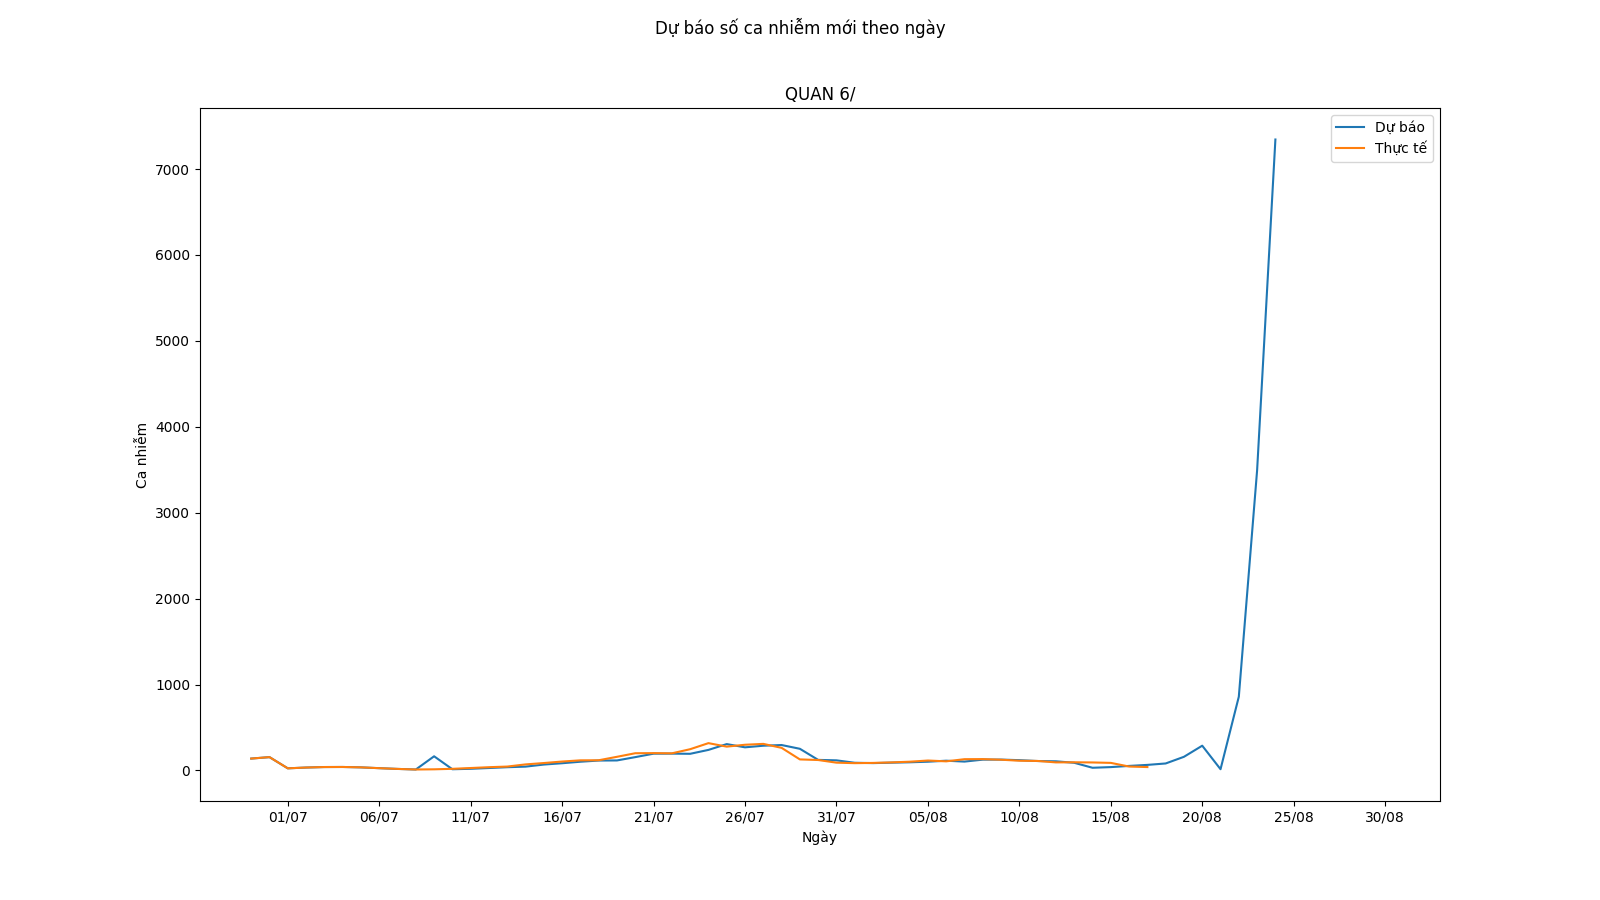 Dự báo số ca nhiễm mới theo ngày
QUAN 6/
Dự báo
Thực tế
7000
6000
5000
4000
3000
2000
1000
0
Ca nhiễm
01/07 06/07 11/07 16/07 21/07 26/07 31/07 05/08 10/08 15/08 20/08 25/08 30/08
Ngày